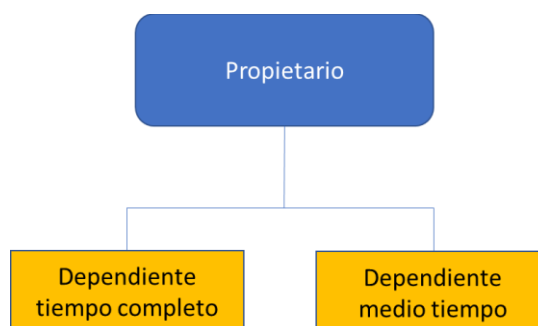 Propietario
Dependiente
tiempo completo
Dependiente
medio tiempo